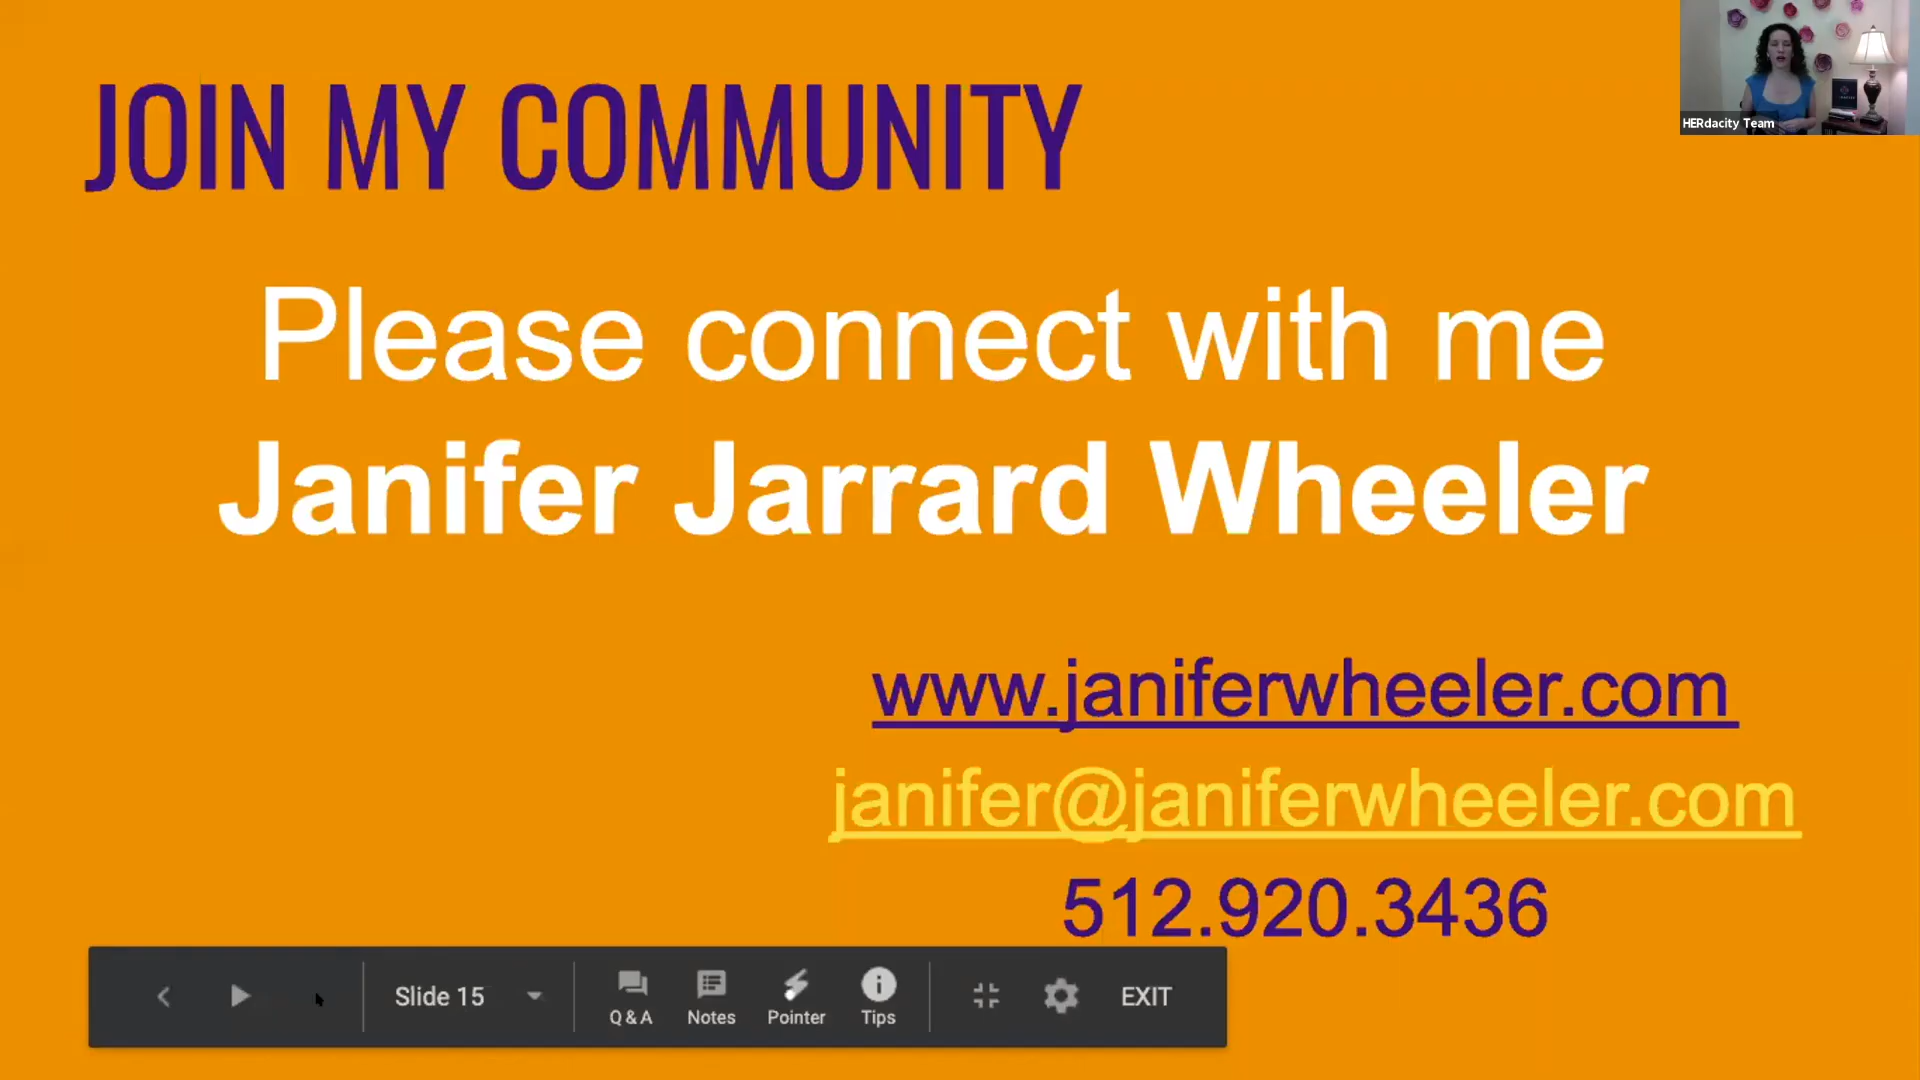 JOIN MY COMMUNITY
HERdacity Team
Please connect with me
Janifer Jarrard Wheeler
www.janiferwheeler.com
janifer@janiferwheeler.com
512.920.3436
Slide 15
Q & A
Notes
Pointer
Tips
EXIT